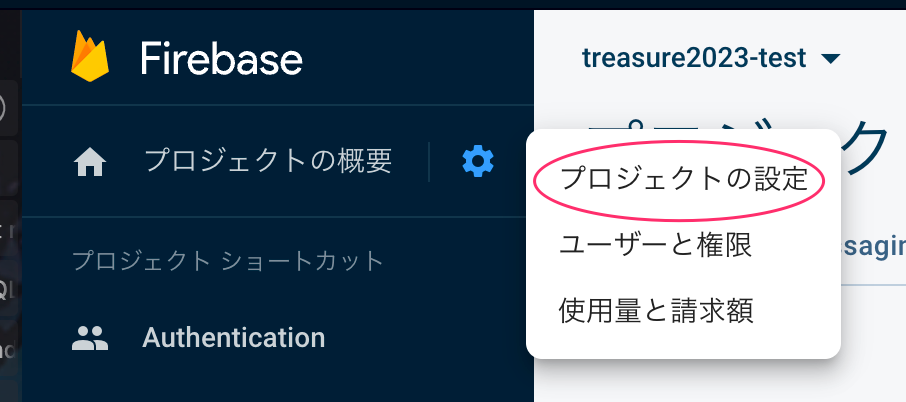 Firebase
treasure2023-test
プロジェクトの概要
プロジェクトの設定
ユーザーと権限
使用量と請求額
プロジェクト ショートカット
Authentication